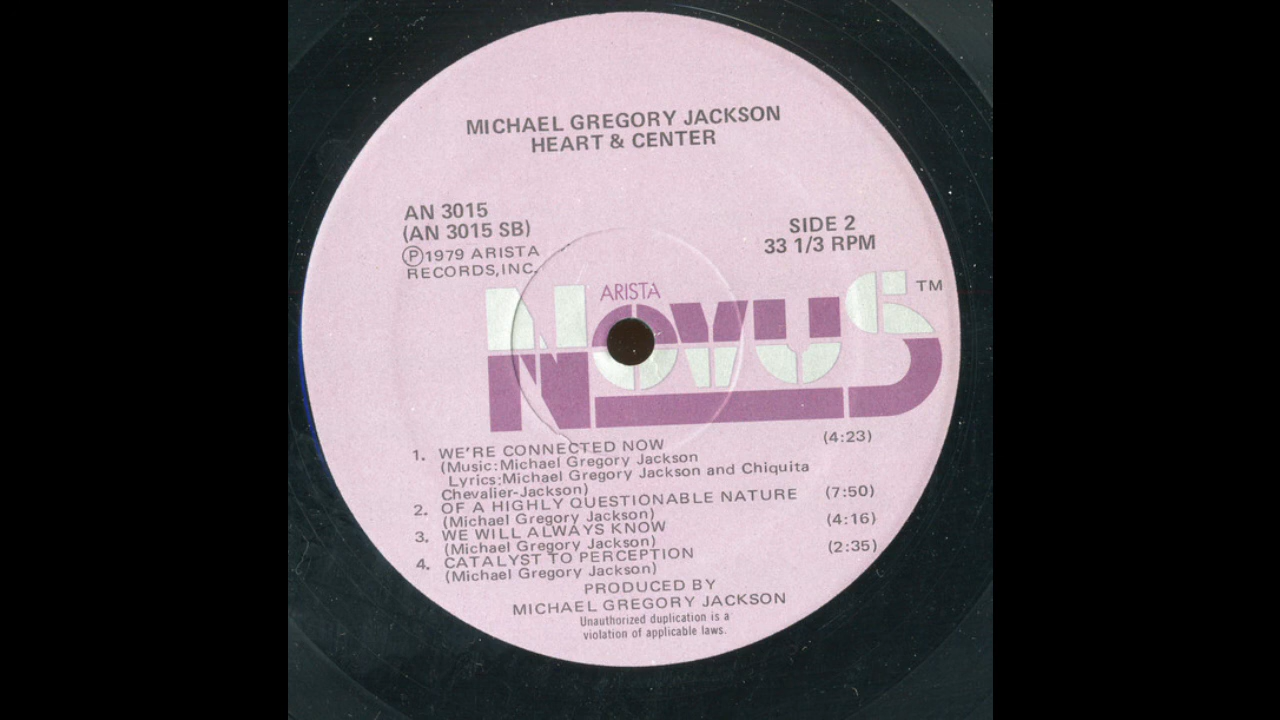 MICHAEL GREGORY JACKSON
HEART & CENTER
AN 3015
(AN 3015 SB)
Ⓟ1979 ARISTA
RECORDS, INC.
SIDE 2
33 1/3 RPM
ARISTA
NOVUS™
1. WE'RE CONNECTED NOW (4:23)
(Music: Michael Gregory Jackson
Lyrics: Michael Gregory Jackson and Chiquita
Chevalier-Jackson)
2. OF A HIGHLY QUESTIONABLE NATURE (7:50)
(Michael Gregory Jackson)
3. WE WILL ALWAYS KNOW (4:16)
(Michael Gregory Jackson)
4. CATALYST TO PERCEPTION (2:35)
(Michael Gregory Jackson)
PRODUCED BY
MICHAEL GREGORY JACKSON
Unauthorized duplication is a
violation of applicable laws.